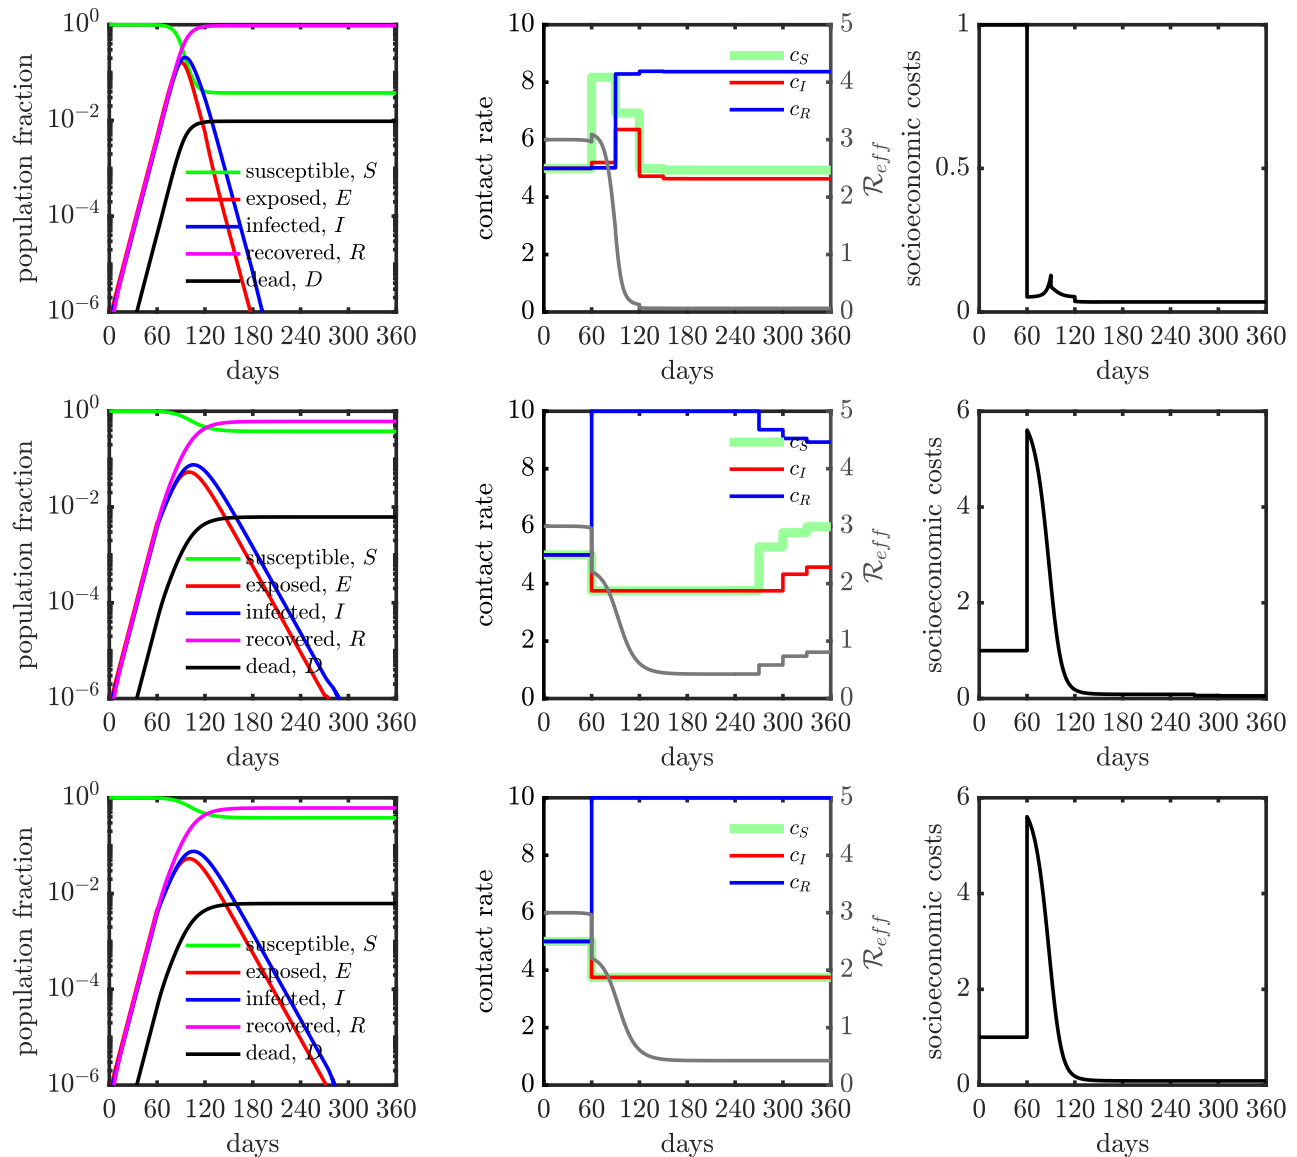 population fraction
10^0
10^-2
10^-4
10^-6
susceptible, S
exposed, E
infected, I
recovered, R
dead, D
0 60 120 180 240 300 360
days
contact rate
10
8
6
4
2
0
c_S
c_I
c_R
5
4
3
2
1
0
R_eff
0 60 120 180 240 300 360
days
socioeconomic costs
1
0.5
0
0 60 120 180 240 300 360
days
population fraction
10^0
10^-2
10^-4
10^-6
susceptible, S
exposed, E
infected, I
recovered, R
dead, D
0 60 120 180 240 300 360
days
contact rate
10
8
6
4
2
0
c_S
c_I
c_R
5
4
3
2
1
0
R_eff
0 60 120 180 240 300 360
days
socioeconomic costs
6
4
2
0
0 60 120 180 240 300 360
days
population fraction
10^0
10^-2
10^-4
10^-6
susceptible, S
exposed, E
infected, I
recovered, R
dead, D
0 60 120 180 240 300 360
days
contact rate
10
8
6
4
2
0
c_S
c_I
c_R
5
4
3
2
1
0
R_eff
0 60 120 180 240 300 360
days
socioeconomic costs
6
4
2
0
0 60 120 180 240 300 360
days